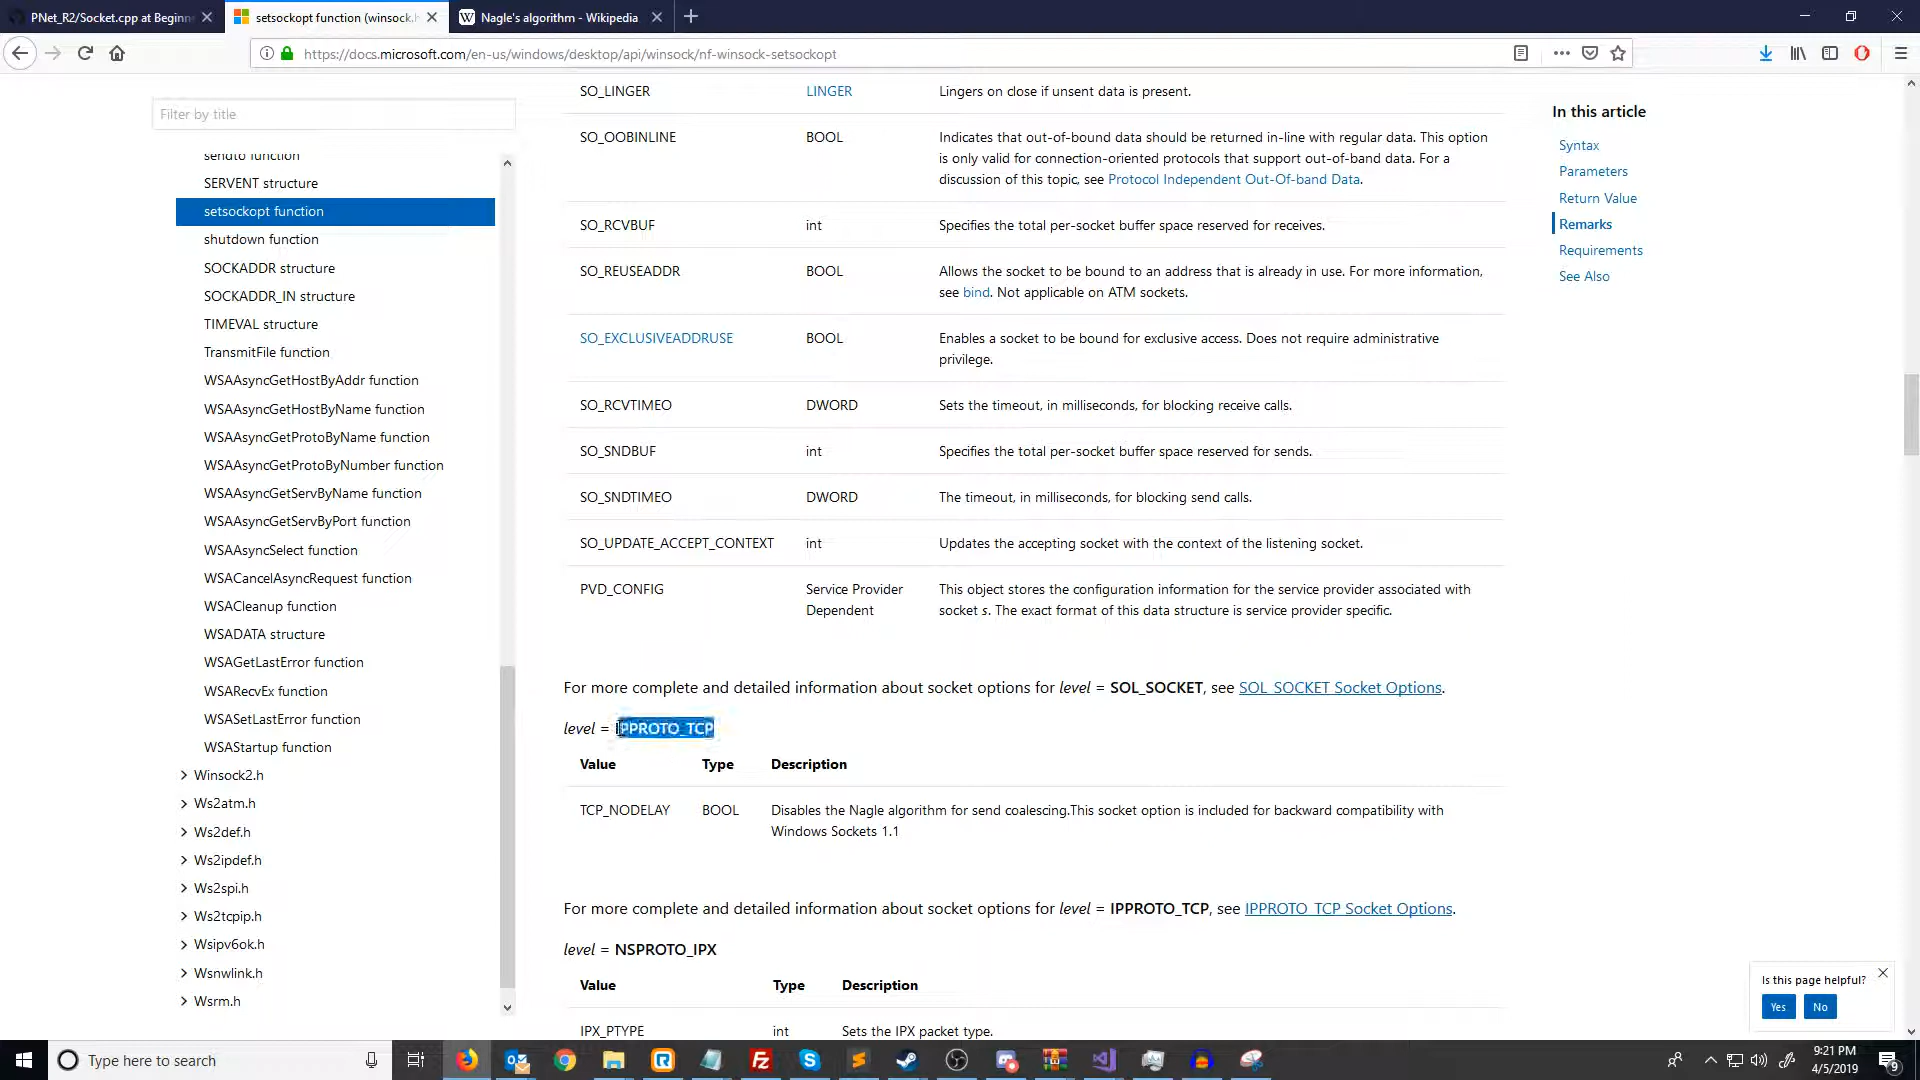 PNet_R2/Socket.cpp at Beginn
setsockopt function (winsock.h
Nagle's algorithm - Wikipedia
https://docs.microsoft.com/en-us/windows/desktop/api/winsock/nf-winsock-setsockopt
Filter by title
sendto function
SERVENT structure
setsockopt function
shutdown function
SOCKADDR structure
SOCKADDR_IN structure
TIMEVAL structure
TransmitFile function
WSAAsyncGetHostByAddr function
WSAAsyncGetHostByName function
WSAAsyncGetProtoByName function
WSAAsyncGetProtoByNumber function
WSAAsyncGetServByName function
WSAAsyncGetServByPort function
WSAAsyncSelect function
WSACancelAsyncRequest function
WSACleanup function
WSADATA structure
WSAGetLastError function
WSARecvEx function
WSASetLastError function
WSAStartup function
Winsock2.h
Ws2atm.h
Ws2def.h
Ws2ipdef.h
Ws2spi.h
Ws2tcpip.h
Wsipv6ok.h
Wsnwlink.h
Wsrm.h
SO_LINGER LINGER Lingers on close if unsent data is present.
SO_OOBINLINE BOOL Indicates that out-of-bound data should be returned in-line with regular data. This option
is only valid for connection-oriented protocols that support out-of-band data. For a
discussion of this topic, see Protocol Independent Out-Of-band Data.
SO_RCVBUF int Specifies the total per-socket buffer space reserved for receives.
SO_REUSEADDR BOOL Allows the socket to be bound to an address that is already in use. For more information,
see bind. Not applicable on ATM sockets.
SO_EXCLUSIVEADDRUSE BOOL Enables a socket to be bound for exclusive access. Does not require administrative
privilege.
SO_RCVTIMEO DWORD Sets the timeout, in milliseconds, for blocking receive calls.
SO_SNDBUF int Specifies the total per-socket buffer space reserved for sends.
SO_SNDTIMEO DWORD The timeout, in milliseconds, for blocking send calls.
SO_UPDATE_ACCEPT_CONTEXT int Updates the accepting socket with the context of the listening socket.
PVD_CONFIG Service Provider This object stores the configuration information for the service provider associated with
Dependent socket s. The exact format of this data structure is service provider specific.
For more complete and detailed information about socket options for level = SOL_SOCKET, see SOL_SOCKET Socket Options.
level = IPPROTO_TCP
Value Type Description
TCP_NODELAY BOOL Disables the Nagle algorithm for send coalescing.This socket option is included for backward compatibility with
Windows Sockets 1.1
For more complete and detailed information about socket options for level = IPPROTO_TCP, see IPPROTO_TCP Socket Options.
level = NSPROTO_IPX
Value Type Description
IPX_PTYPE int Sets the IPX packet type.
In this article
Syntax
Parameters
Return Value
Remarks
Requirements
See Also
Is this page helpful?
Yes No
Type here to search
9:21 PM
4/5/2019
9